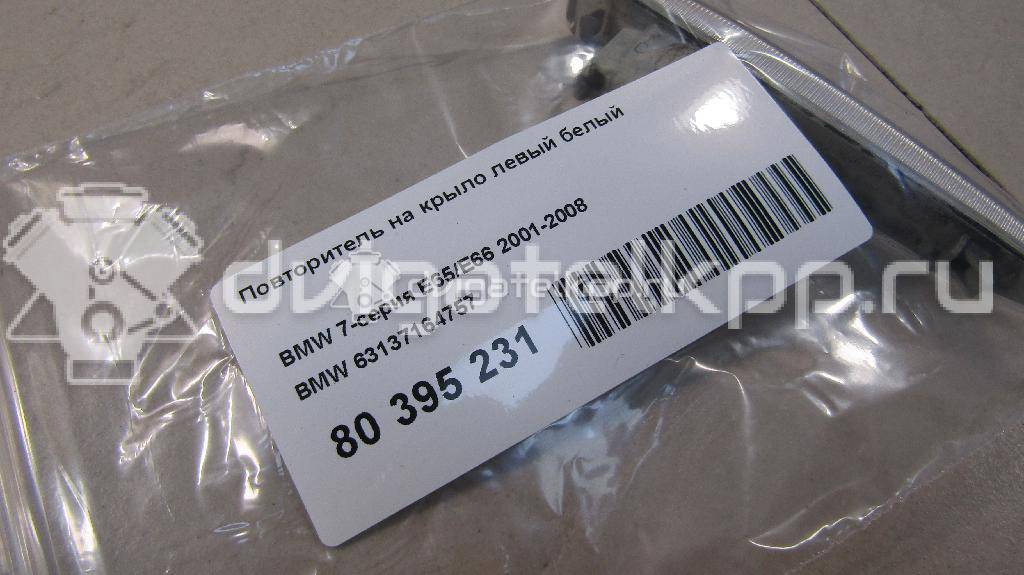 Повторитель на крыло левый белый
BMW 7-серия E65/E66 2001-2008
BMW 63137164757
80 395 231
dvigatelkpp.ru